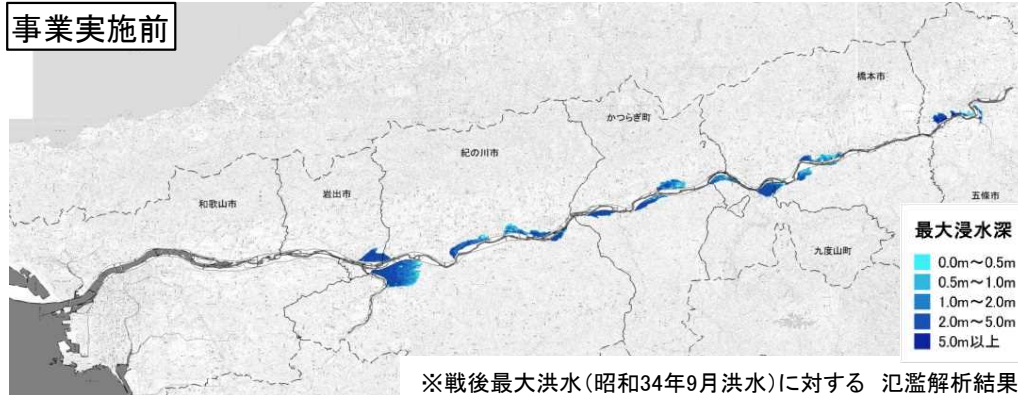 事業実施前
橋本市
かつらぎ町
紀の川市
岩出市
和歌山市
五條市
九度山町
最大浸水深
0.0m～0.5m
0.5m～1.0m
1.0m～2.0m
2.0m～5.0m
5.0m以上
※戦後最大洪水(昭和34年9月洪水)に対する 氾濫解析結果